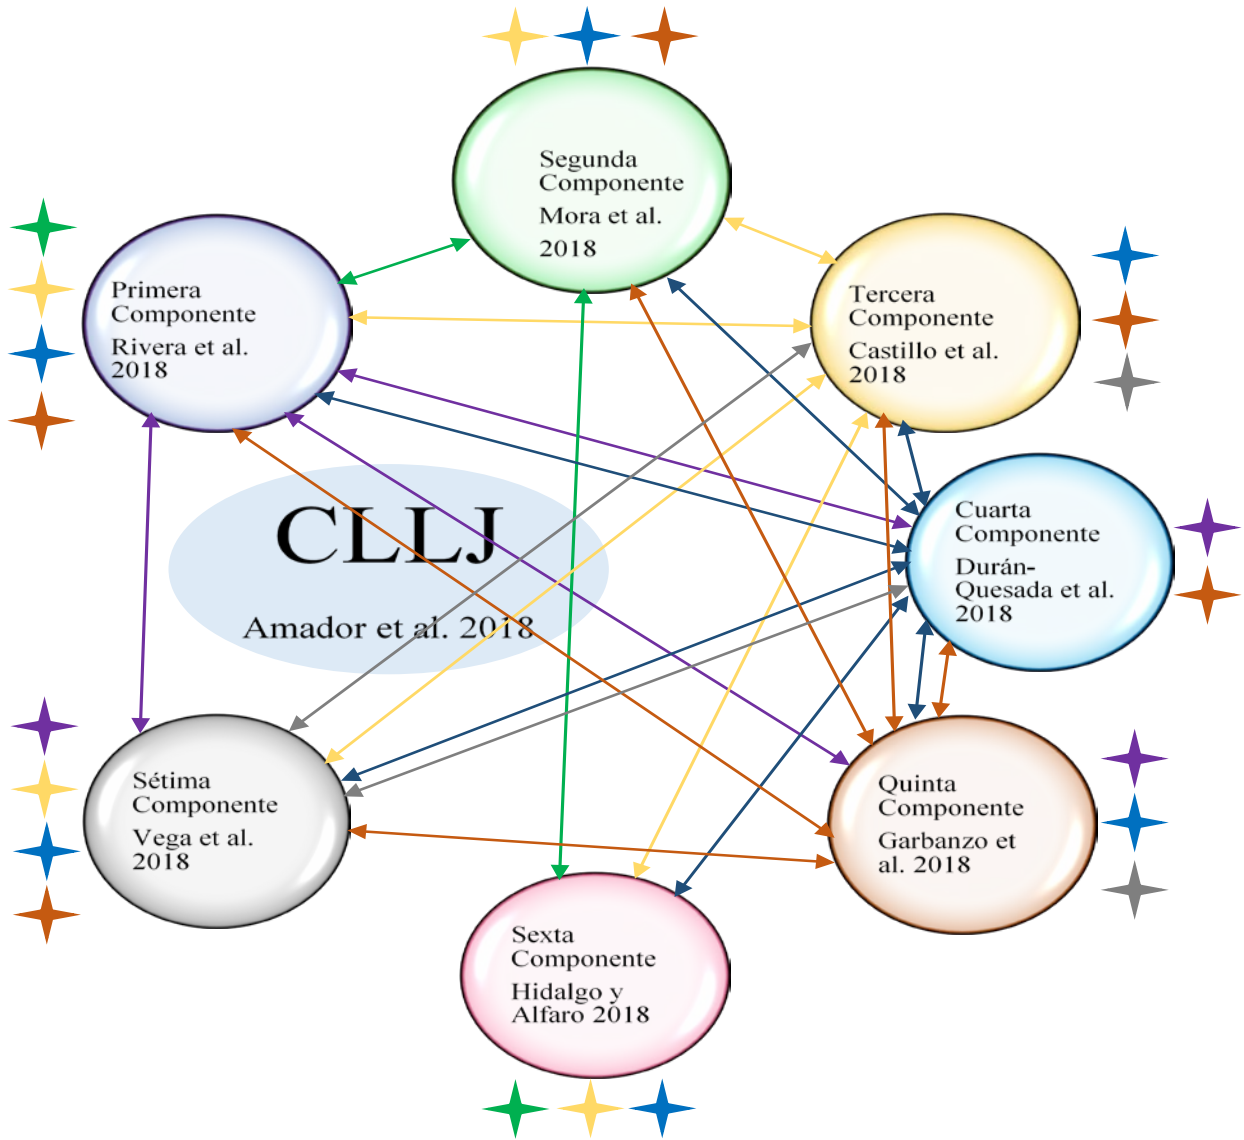 Segunda
Componente
Mora et al.
2018
Primera
Componente
Rivera et al.
2018
Tercera
Componente
Castillo et al.
2018
CLLJ
Amador et al. 2018
Cuarta
Componente
Durán-
Quesada et al.
2018
Sétima
Componente
Vega et al.
2018
Quinta
Componente
Garbanzo et
al. 2018
Sexta
Componente
Hidalgo y
Alfaro 2018